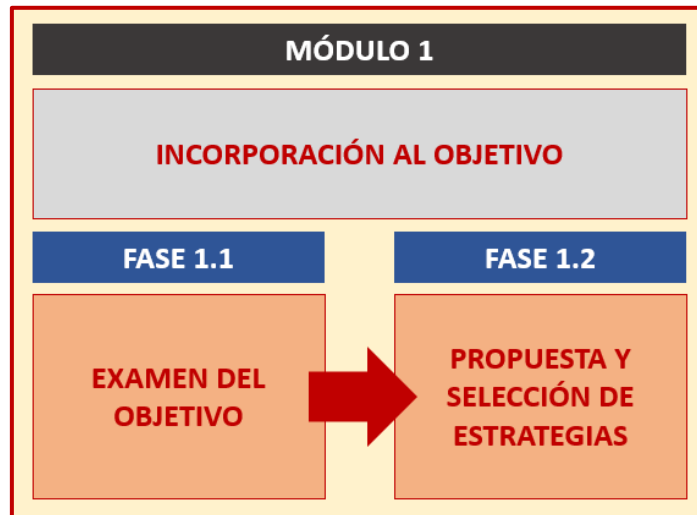 MÓDULO 1
INCORPORACIÓN AL OBJETIVO
FASE 1.1
FASE 1.2
EXAMEN DEL
OBJETIVO
PROPUESTA Y
SELECCIÓN DE
ESTRATEGIAS